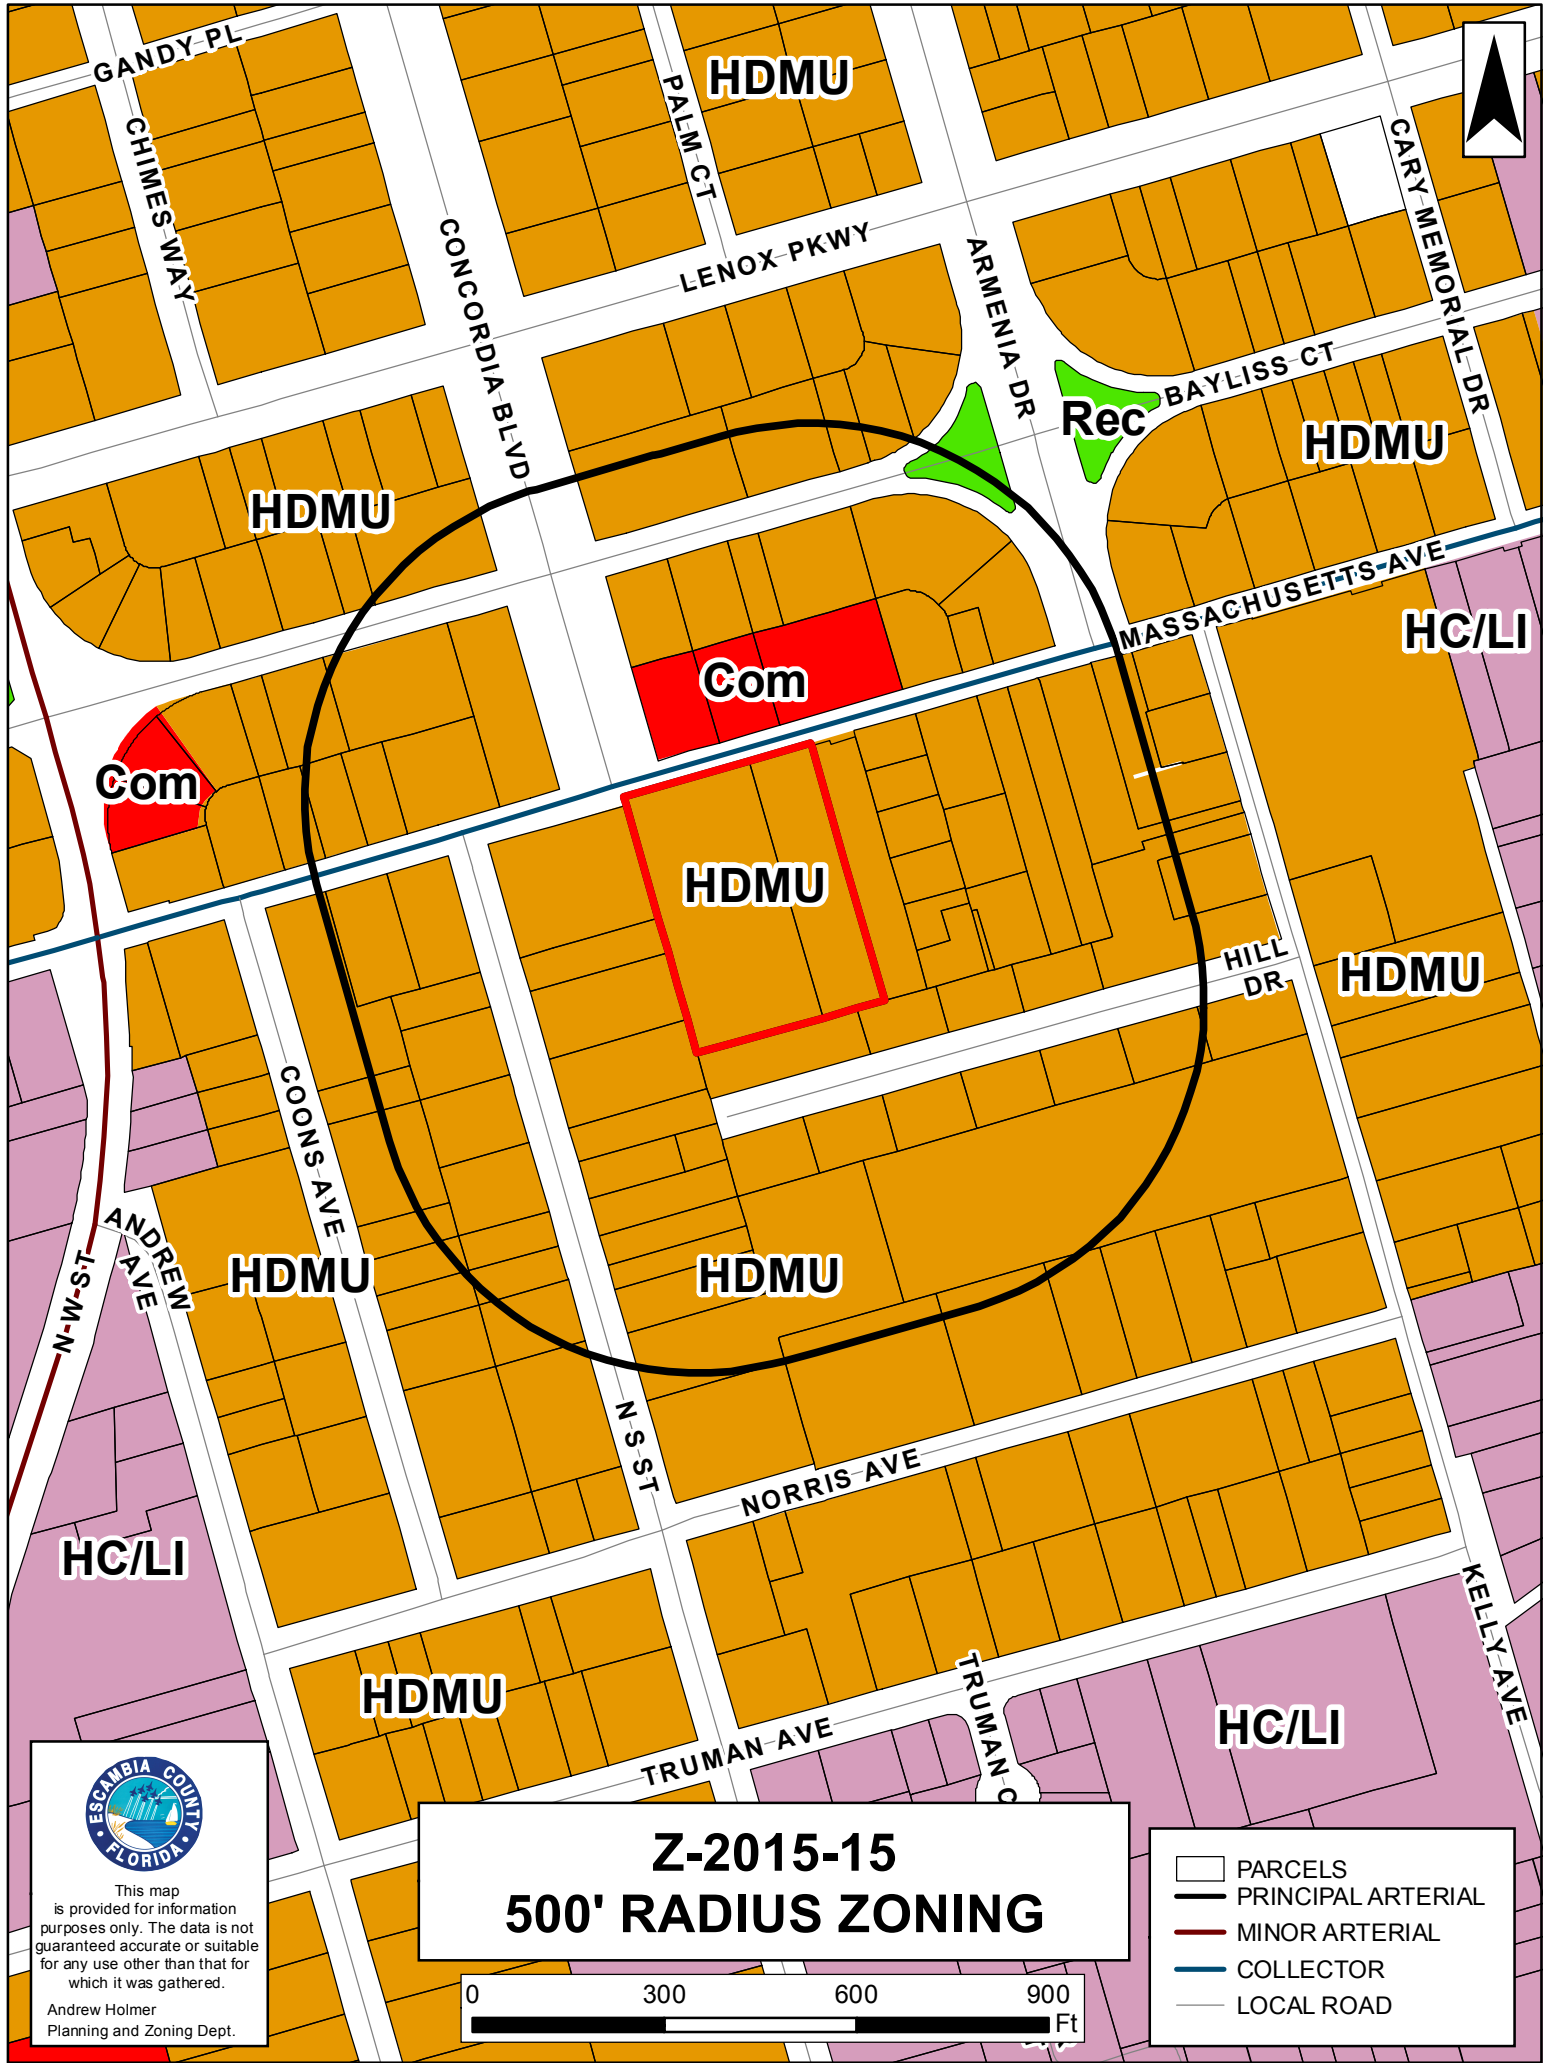 GANDY PL
CHIMES WAY
PALM CT
HDMU
CARY MEMORIAL DR
CONCORDIA BLVD
LENOX PKWY
ARMENIA DR
BAYLISS CT
Rec
HDMU
HDMU
MASSACHUSETTS AVE
HC/LI
Com
Com
HDMU
HILL
DR
HDMU
COONS AVE
ANDREW
AVE
N W ST
HDMU
HDMU
N S ST
NORRIS AVE
HC/LI
KELLY AVE
HDMU
TRUMAN AVE
TRUMAN C
HC/LI
ESCAMBIA COUNTY
FLORIDA
This map
is provided for information
purposes only. The data is not
guaranteed accurate or suitable
for any use other than that for
which it was gathered.
Andrew Holmer
Planning and Zoning Dept.
Z-2015-15
500' RADIUS ZONING
0 300 600 900
Ft
PARCELS
PRINCIPAL ARTERIAL
MINOR ARTERIAL
COLLECTOR
LOCAL ROAD